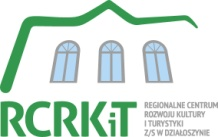 RCRKiT
REGIONALNE CENTRUM
ROZWOJU KULTURY
I TURYSTYKI
Z/S W DZIAŁOSZYNIE